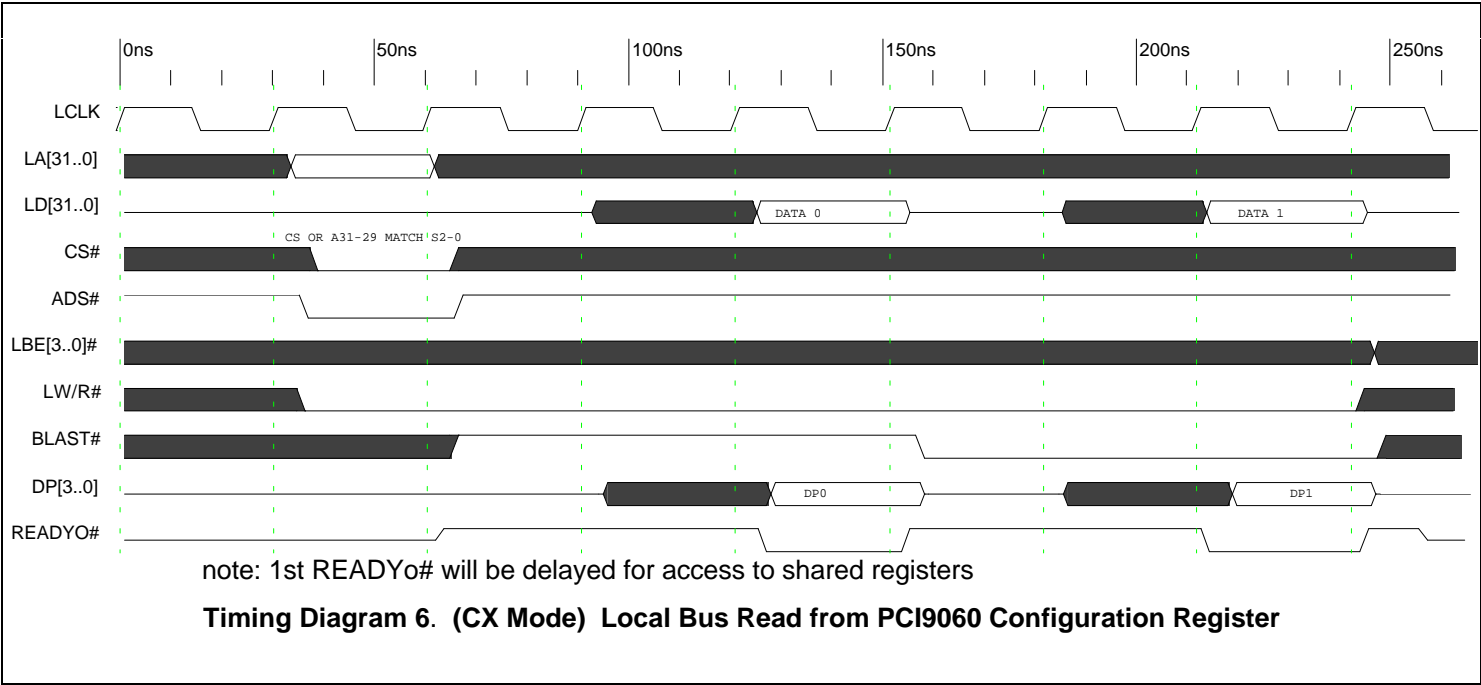 0ns 50ns 100ns 150ns 200ns 250ns
LCLK
LA[31..0]
LD[31..0] DATA 0 DATA 1
CS OR A31-29 MATCH S2-0
CS#
ADS#
LBE[3..0]#
LW/R#
BLAST#
DP[3..0] DP0 DP1
READYO#
note: 1st READYo# will be delayed for access to shared registers
Timing Diagram 6. (CX Mode) Local Bus Read from PCI9060 Configuration Register